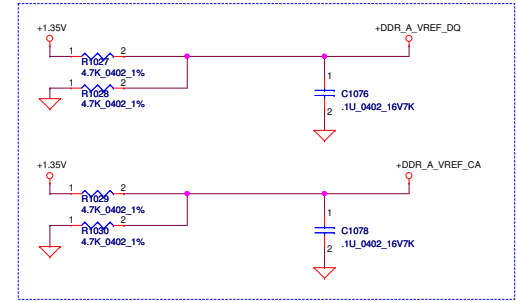 +1.35V
+DDR_A_VREF_DQ
1 2
R1027
4.7K_0402_1%
1 2
R1028
4.7K_0402_1%
1
C1076
.1U_0402_16V7K
2
+1.35V
+DDR_A_VREF_CA
1 2
R1029
4.7K_0402_1%
1 2
R1030
4.7K_0402_1%
1
C1078
.1U_0402_16V7K
2